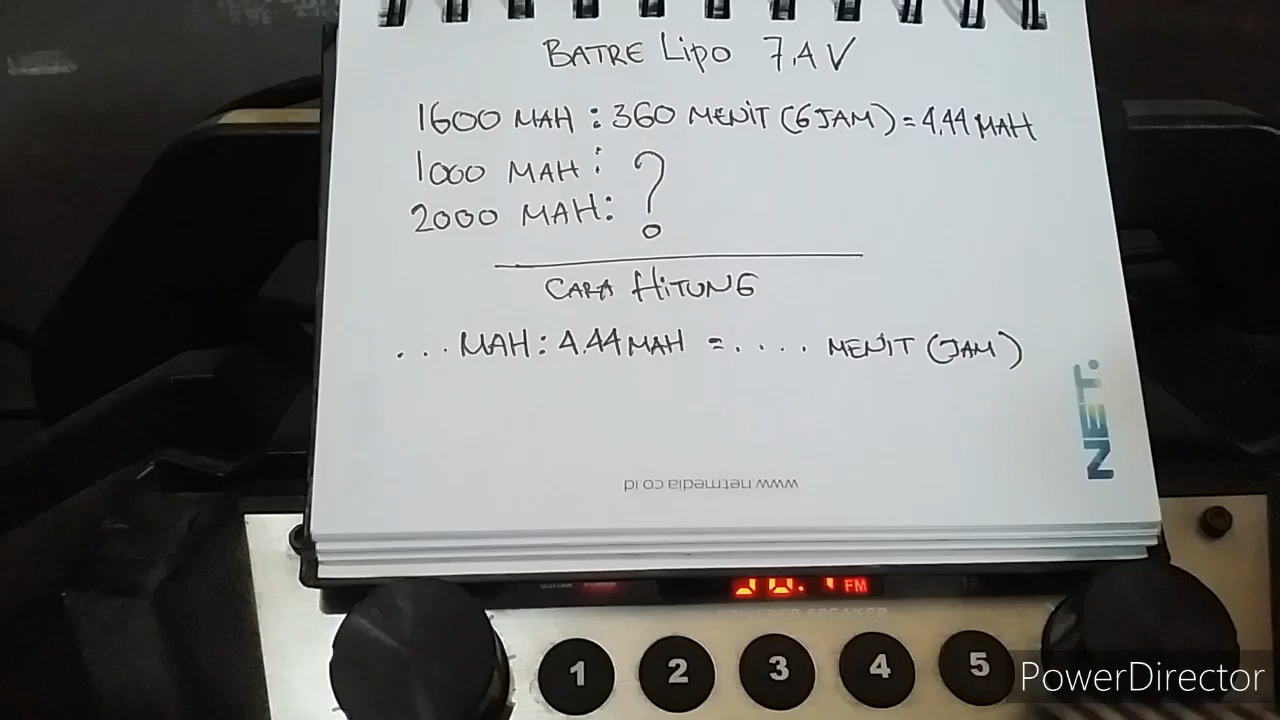 BATRE Lipo 7.4 V
1600 MAH : 360 MENiT (6 JAM) = 4.44 MAH
1000 MAH : ?
2000 MAH :
CARA HiTUNG
... MAH : 4.44 MAH = .... MENiT (JAM)
NET.
www.netmedia.co.id
POWER
FM
1 2 3 4 5
PowerDirector